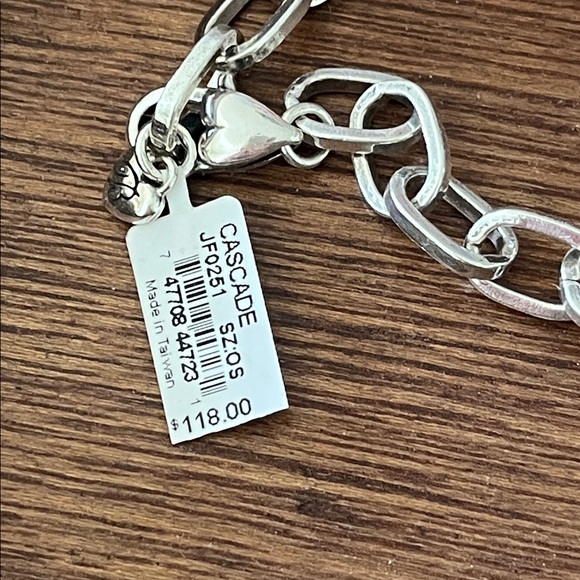 CASCADE
JF0251 SZ:OS
7 47708 44723 1
Made in Taiwan
$118.00